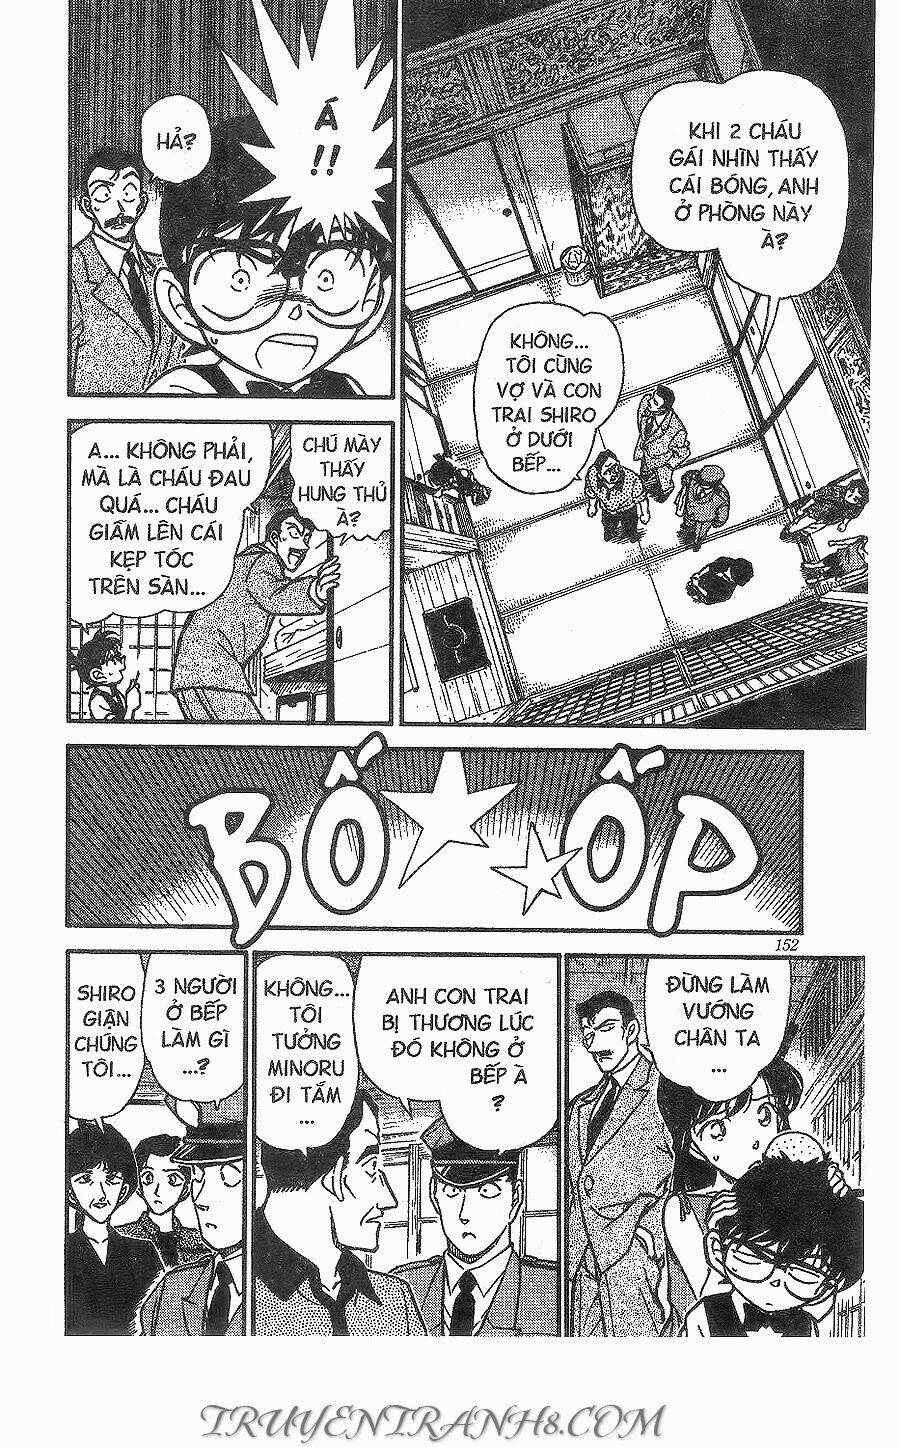 Á
!!
HẢ?
KHI 2 CHÁU
GÁI NHÌN THẤY
CÁI BÓNG, ANH
Ở PHÒNG NÀY
À?
KHÔNG...
TÔI CÙNG
VỢ VÀ CON
TRAI SHIRO
Ở DƯỚI
BẾP...
A... KHÔNG PHẢI,
MÀ LÀ CHÁU ĐAU
QUÁ... CHÁU
GIẪM LÊN CÁI
KẸP TÓC
TRÊN SÀN...
CHÚ MÀY
THẤY
HUNG THỦ
À?
BỐ ỐP
152
SHIRO
GIẬN
CHÚNG
TÔI...
3 NGƯỜI
Ở BẾP
LÀM GÌ
...?
KHÔNG...
TÔI
TƯỞNG
MINORU
ĐI TẮM
...
ANH CON TRAI
BỊ THƯƠNG LÚC
ĐÓ KHÔNG Ở
BẾP À
?
ĐỪNG LÀM
VƯỚNG
CHÂN TA
...
TRUYENTRANH8.COM